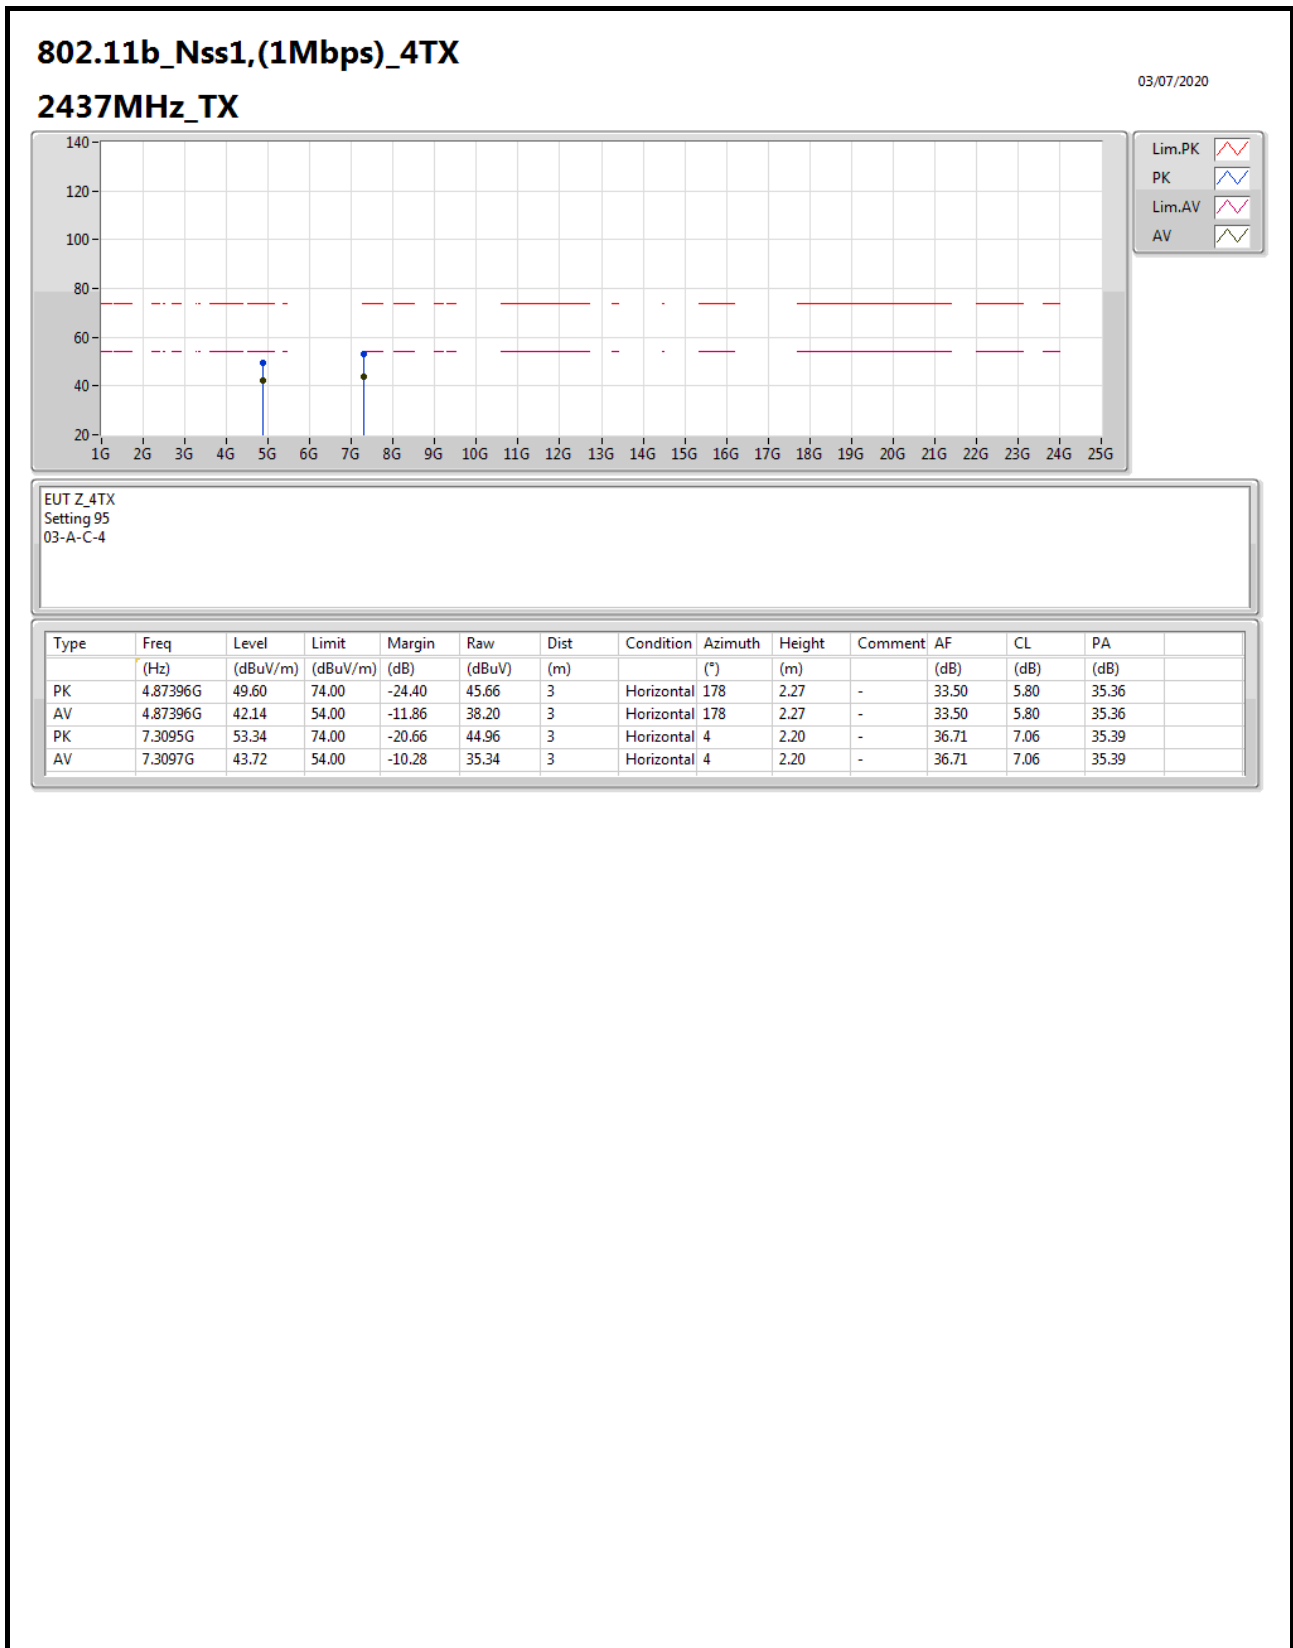 802.11b_Nss1,(1Mbps)_4TX
03/07/2020
2437MHz_TX
140
120
100
80
60
40
20
1G 2G 3G 4G 5G 6G 7G 8G 9G 10G 11G 12G 13G 14G 15G 16G 17G 18G 19G 20G 21G 22G 23G 24G 25G
Lim.PK
PK
Lim.AV
AV
EUT Z_4TX
Setting 95
03-A-C-4
Type Freq Level Limit Margin Raw Dist Condition Azimuth Height Comment AF CL PA
(Hz) (dBuV/m) (dBuV/m) (dB) (dBuV) (m) (°) (m) (dB) (dB) (dB)
PK 4.87396G 49.60 74.00 -24.40 45.66 3 Horizontal 178 2.27 - 33.50 5.80 35.36
AV 4.87396G 42.14 54.00 -11.86 38.20 3 Horizontal 178 2.27 - 33.50 5.80 35.36
PK 7.3095G 53.34 74.00 -20.66 44.96 3 Horizontal 4 2.20 - 36.71 7.06 35.39
AV 7.3097G 43.72 54.00 -10.28 35.34 3 Horizontal 4 2.20 - 36.71 7.06 35.39